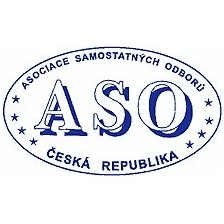 ASOCIACE SAMOSTATNÝCH ODBORŮ
ASO
ČESKÁ REPUBLIKA